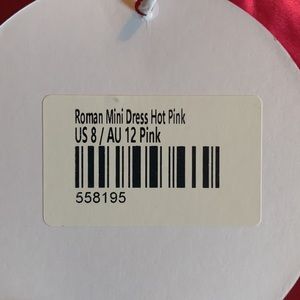 Roman Mini Dress Hot Pink
US 8 / AU 12 Pink
558195